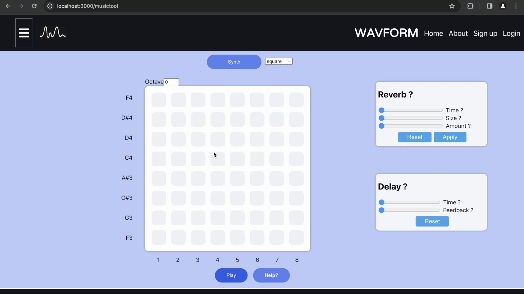 localhost:3000/musictool
WAVFORM Home About Sign up Login
Synth square
Octave 0
F4
D#4
D4
C4
A#3
G#3
G3
F3
1 2 3 4 5 6 7 8
Play Help?
Reverb ?
Time ?
Size ?
Amount ?
Reset Apply
Delay ?
Time ?
Feedback ?
Reset